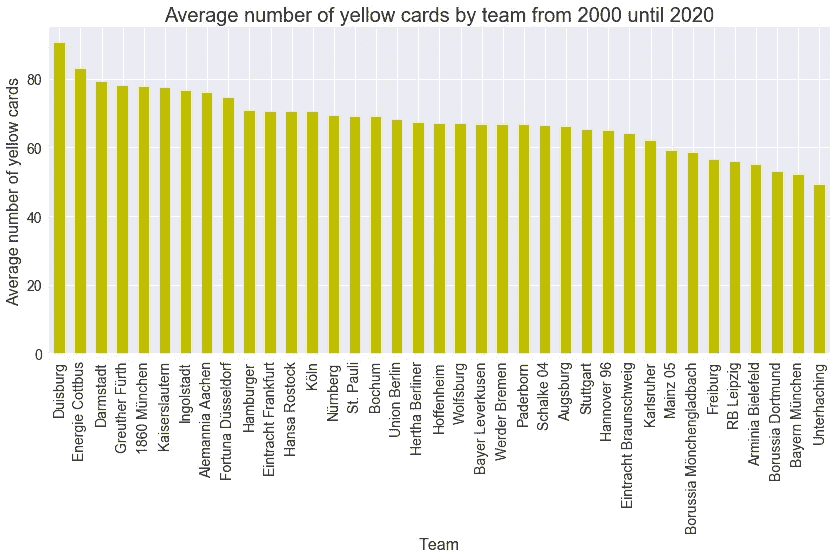 Average number of yellow cards by team from 2000 until 2020
Average number of yellow cards
80
60
40
20
0
Duisburg
Energie Cottbus
Darmstadt
Greuther Fürth
1860 München
Kaiserslautern
Ingolstadt
Alemannia Aachen
Fortuna Düsseldorf
Hamburger
Eintracht Frankfurt
Hansa Rostock
Köln
Nürnberg
St. Pauli
Bochum
Union Berlin
Hertha Berliner
Hoffenheim
Wolfsburg
Bayer Leverkusen
Werder Bremen
Paderborn
Schalke 04
Augsburg
Stuttgart
Hannover 96
Eintracht Braunschweig
Karlsruher
Mainz 05
Borussia Mönchengladbach
Freiburg
RB Leipzig
Arminia Bielefeld
Borussia Dortmund
Bayern München
Unterhaching
Team